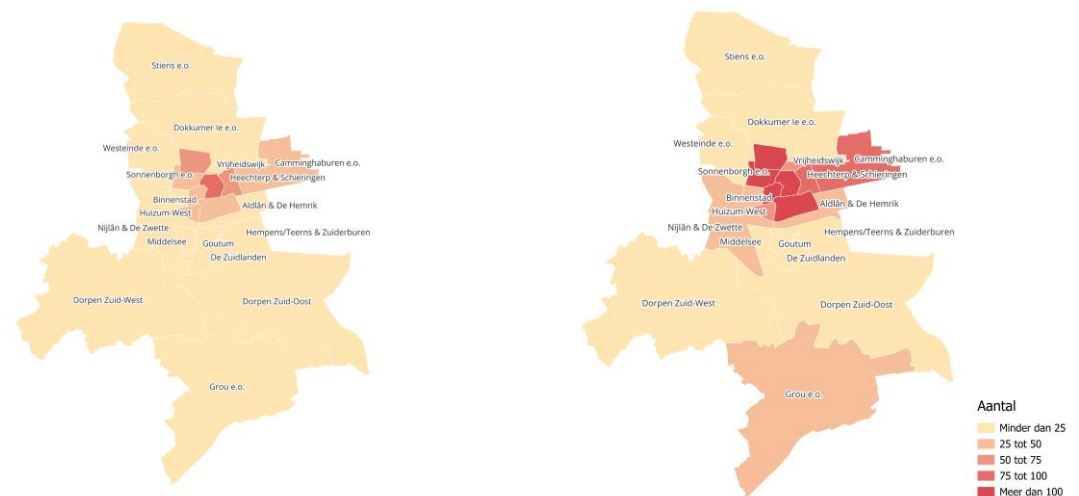 Stiens e.o.
Dokkumer Ie e.o.
Westeinde e.o.
Vrijheidswijk
Camminghaburen e.o.
Sonnenborgh e.o.
Heechterp & Schieringen
Binnenstad
Aldlân & De Hemrik
Huizum-West
Nijlân & De Zwette
Hempens/Teerns & Zuiderburen
Middelsee
Goutum
De Zuidlanden
Dorpen Zuid-West
Dorpen Zuid-Oost
Grou e.o.
Stiens e.o.
Dokkumer Ie e.o.
Westeinde e.o.
Vrijheidswijk
Camminghaburen e.o.
Sonnenborgh e.o.
Heechterp & Schieringen
Binnenstad
Aldlân & De Hemrik
Huizum-West
Nijlân & De Zwette
Hempens/Teerns & Zuiderburen
Middelsee
Goutum
De Zuidlanden
Dorpen Zuid-West
Dorpen Zuid-Oost
Grou e.o.
Aantal
Minder dan 25
25 tot 50
50 tot 75
75 tot 100
Meer dan 100